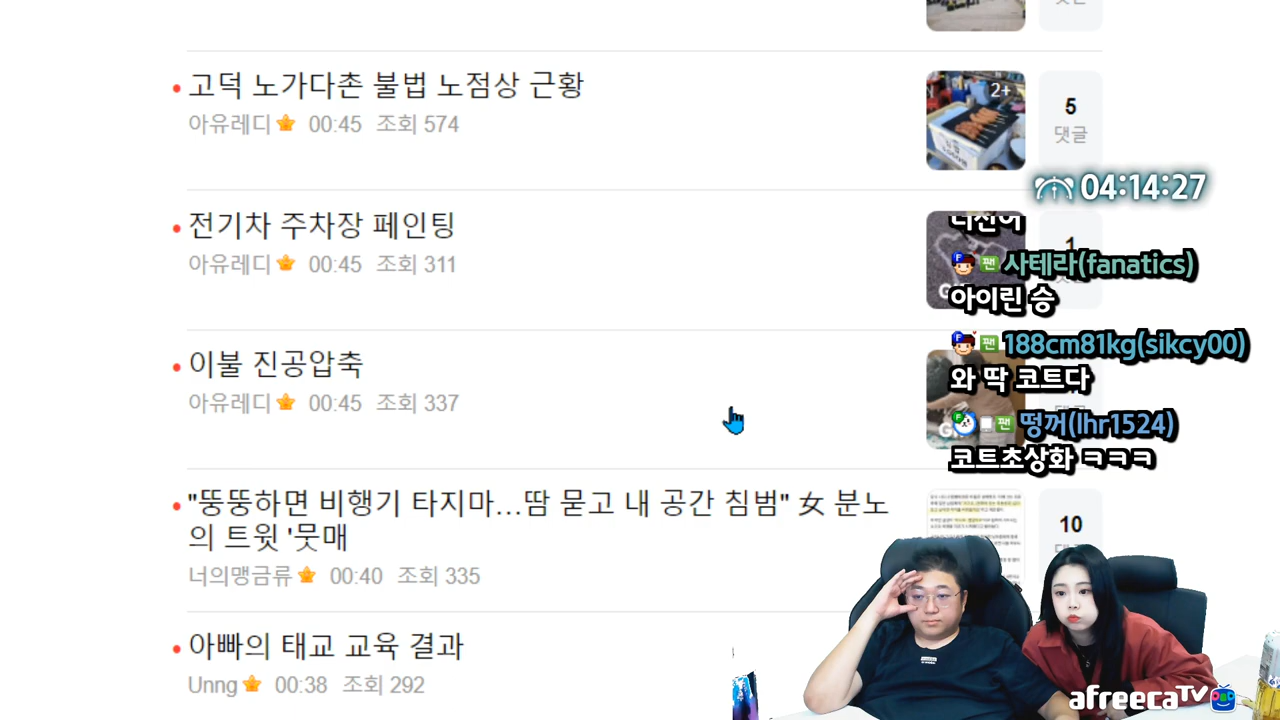 고덕 노가다촌 불법 노점상 근황
아유레디 00:45 조회 574
2+
5
댓글
04:14:27
전기차 주차장 페인팅
아유레디 00:45 조회 311
1
팬 사테라(fanatics)
아이린 승
이불 진공압축
아유레디 00:45 조회 337
팬 188cm81kg(sikcy00)
와 딱 코트다
팬 떵꺼(lhr1524)
코트초상화 ㅋㅋㅋ
"뚱뚱하면 비행기 타지마...땀 묻고 내 공간 침범" 女 분노
의 트윗 '뭇매
너의맹금류 00:40 조회 335
10
아빠의 태교 교육 결과
Unng 00:38 조회 292
afreecaTV